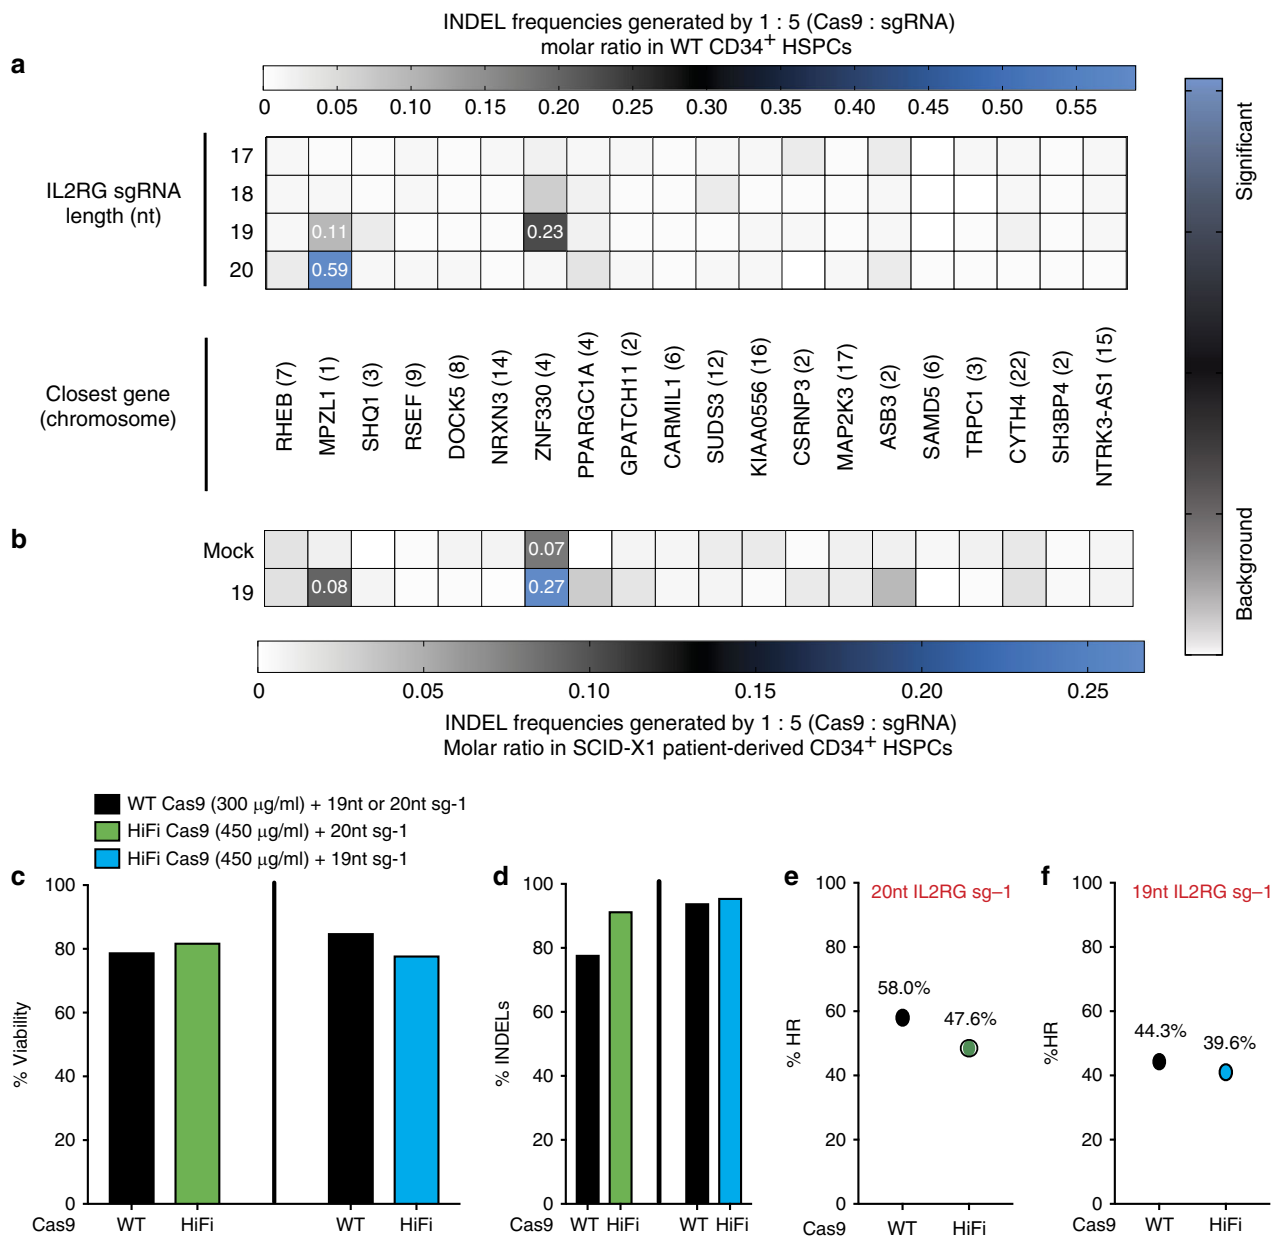 INDEL frequencies generated by 1 : 5 (Cas9 : sgRNA)
molar ratio in WT CD34+ HSPCs
a
0 0.05 0.10 0.15 0.20 0.25 0.30 0.35 0.40 0.45 0.50 0.55
IL2RG sgRNA
length (nt)
17
18
19 0.11 0.23
20 0.59
Significant
Background
Closest gene
(chromosome)
RHEB (7)
MPZL1 (1)
SHQ1 (3)
RSEF (9)
DOCK5 (8)
NRXN3 (14)
ZNF330 (4)
PPARGC1A (4)
GPATCH11 (2)
CARMIL1 (6)
SUDS3 (12)
KIAA0556 (16)
CSRNP3 (2)
MAP2K3 (17)
ASB3 (2)
SAMD5 (6)
TRPC1 (3)
CYTH4 (22)
SH3BP4 (2)
NTRK3-AS1 (15)
b
Mock 0.07
19 0.08 0.27
0 0.05 0.10 0.15 0.20 0.25
INDEL frequencies generated by 1 : 5 (Cas9 : sgRNA)
Molar ratio in SCID-X1 patient-derived CD34+ HSPCs
WT Cas9 (300 μg/ml) + 19nt or 20nt sg-1
HiFi Cas9 (450 μg/ml) + 20nt sg-1
HiFi Cas9 (450 μg/ml) + 19nt sg-1
c
% Viability
100
80
60
40
20
0
Cas9 WT HiFi WT HiFi
d
% INDELs
100
80
60
40
20
0
WT HiFi WT HiFi
e
20nt IL2RG sg–1
% HR
100
80
60
40
20
0
58.0%
47.6%
Cas9 WT HiFi
f
19nt IL2RG sg–1
%HR
100
80
60
40
20
0
44.3%
39.6%
Cas9 WT HiFi